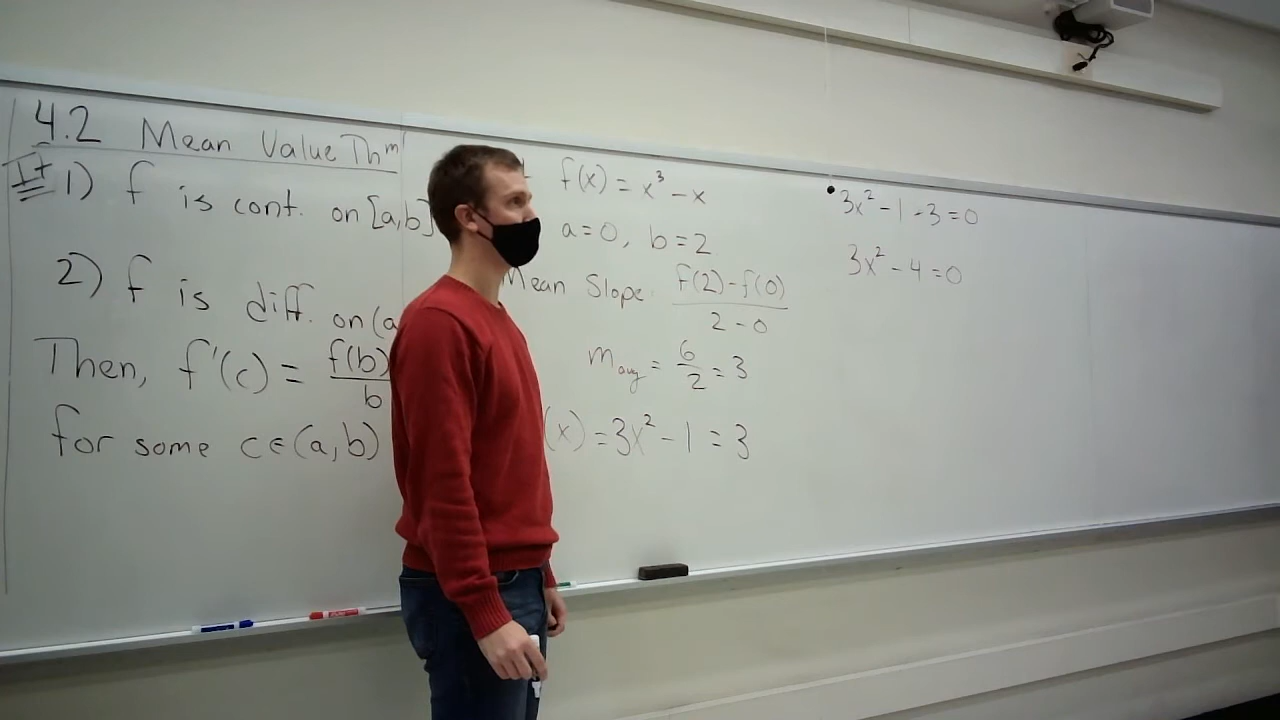 4.2 Mean Value Thm
If 1) f is cont. on [a,b]
2) f is diff. on (a
Then, f'(c) = f(b)
b
for some c∈(a,b)
f(x) = x³ - x
a=0, b=2
Mean Slope: f(2)-f(0)
2-0
m_avg = 6/2 = 3
(x) = 3x² - 1 = 3
3x² - 1 - 3 = 0
3x² - 4 = 0